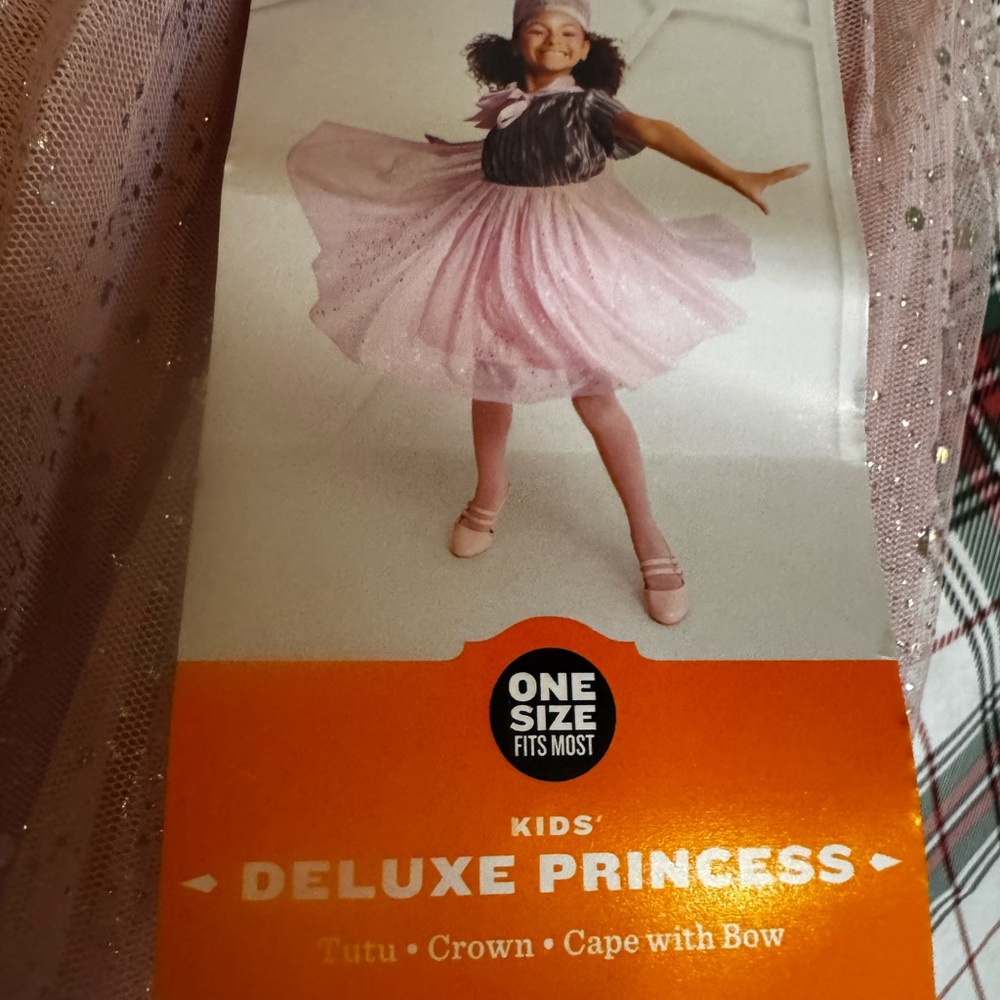 ONE
SIZE
FITS MOST
KIDS'
DELUXE PRINCESS
Tutu • Crown • Cape with Bow